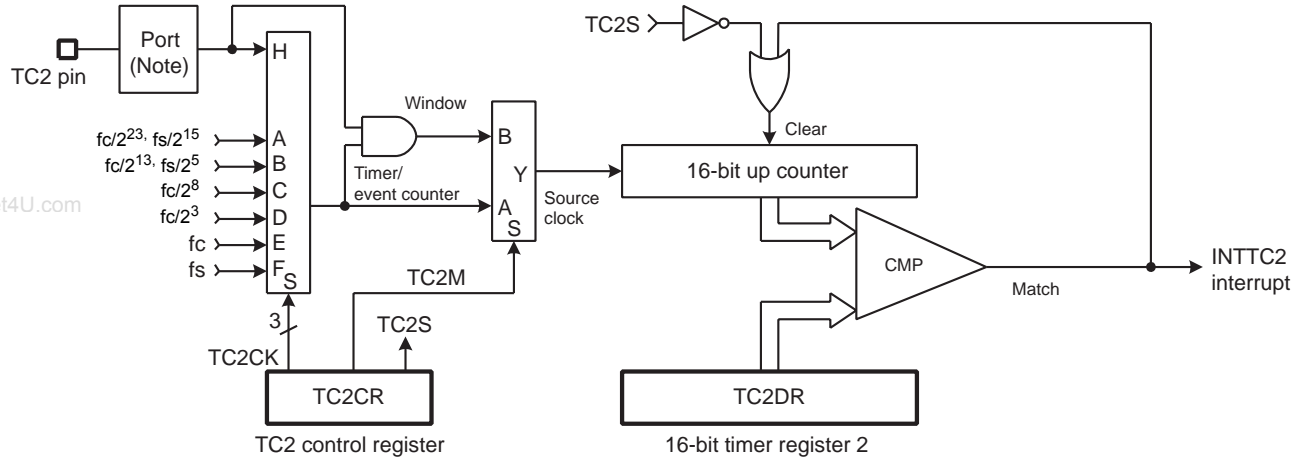 TC2S
Port
(Note)
TC2 pin
H
Window
fc/2^23, fs/2^15
A
fc/2^13, fs/2^5
B
fc/2^8
C
fc/2^3
D
fc
E
fs
F
S
Timer/
event counter
B
Y
A
S
Source
clock
Clear
16-bit up counter
CMP
Match
INTTC2
interrupt
TC2M
3
TC2S
TC2CK
TC2CR
TC2 control register
TC2DR
16-bit timer register 2
t4U.com